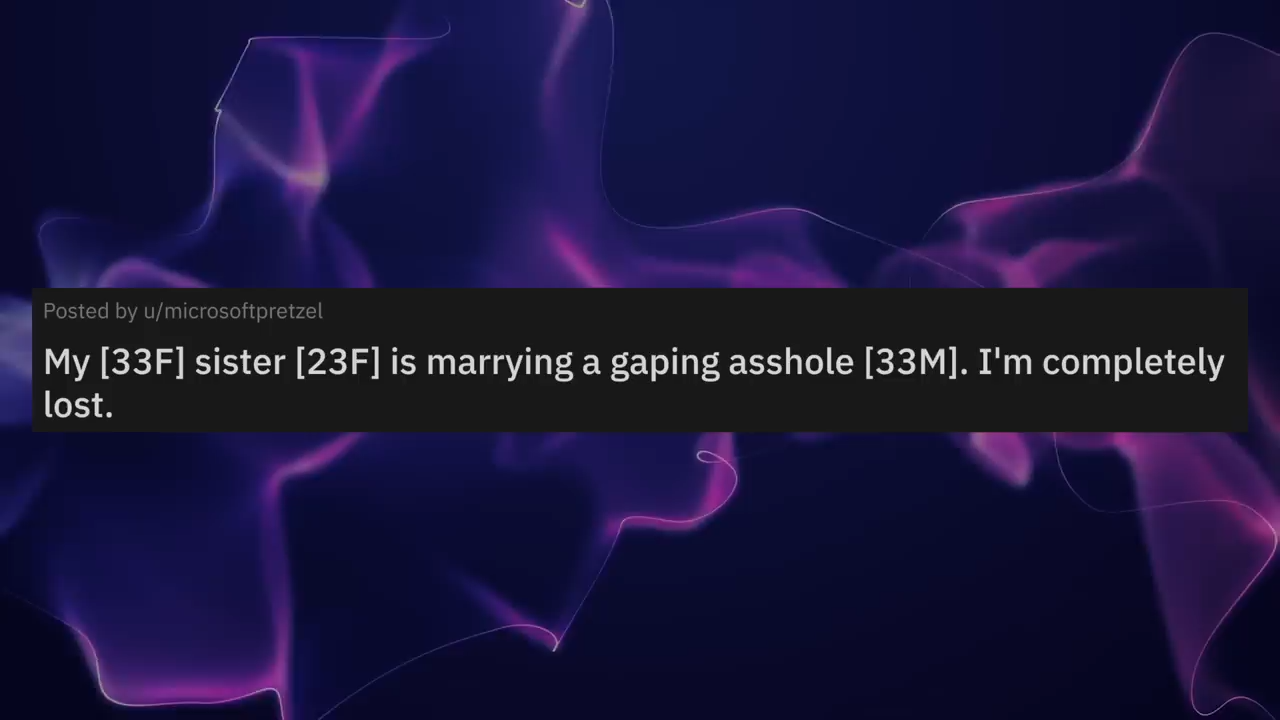 Posted by u/microsoftpretzel
My [33F] sister [23F] is marrying a gaping asshole [33M]. I'm completely
lost.